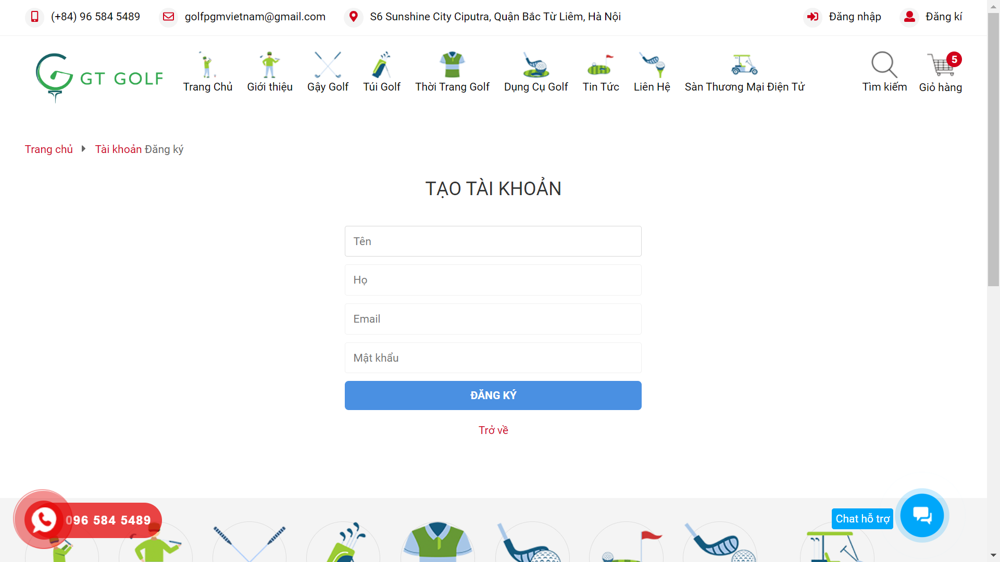 (+84) 96 584 5489
golfpgmvietnam@gmail.com
S6 Sunshine City Ciputra, Quận Bắc Từ Liêm, Hà Nội
Đăng nhập
Đăng kí
GT GOLF
Trang Chủ
Giới thiệu
Gậy Golf
Túi Golf
Thời Trang Golf
Dụng Cụ Golf
Tin Tức
Liên Hệ
Sàn Thương Mại Điện Tử
Tìm kiếm
5
Giỏ hàng
Trang chủ
Tài khoản Đăng ký
TẠO TÀI KHOẢN
Tên
Họ
Email
Mật khẩu
ĐĂNG KÝ
Trở về
096 584 5489
Chat hỗ trợ